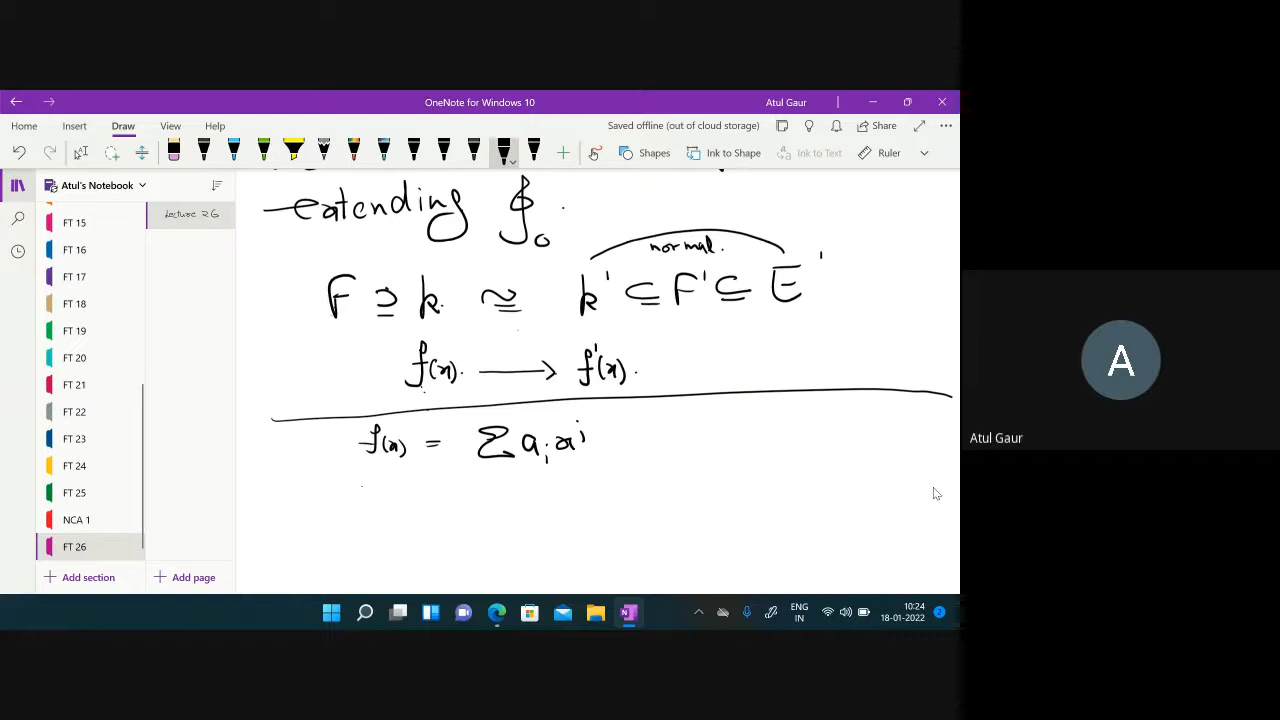 OneNote for Windows 10
Atul Gaur
Home Insert Draw View Help
Saved offline (out of cloud storage)
Share
Shapes
Ink to Shape
Ink to Text
Ruler
Atul's Notebook
Lecture 26
FT 15
FT 16
FT 17
FT 18
FT 19
FT 20
FT 21
FT 22
FT 23
FT 24
FT 25
NCA 1
FT 26
Add section
Add page
extending ϕ₀
normal.
F ⊇ k ≅ k' ⊆ F' ⊆ E'
f(x). ⟶ f'(x).
f(x) = Σ aᵢ xⁱ
A
Atul Gaur
ENG
IN
10:24
18-01-2022
2